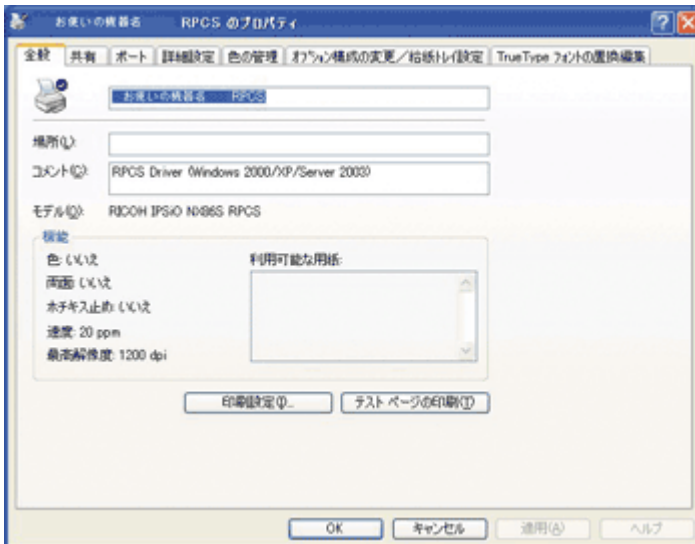 お使いの機器名 RPCS のプロパティ
全般 共有 ポート 詳細設定 色の管理 オプション構成の変更／給紙トレイ設定 TrueType フォントの置換編集
お使いの機器名 RPCS
場所(L):
コメント(C): RPCS Driver (Windows 2000/XP/Server 2003)
モデル(O): RICOH IPSiO NX86S RPCS
機能
色: いいえ 利用可能な用紙:
両面: いいえ
ホチキス止め: いいえ
速度: 20 ppm
最高解像度: 1200 dpi
印刷設定(I)... テスト ページの印刷(T)
OK キャンセル 適用(A) ヘルプ